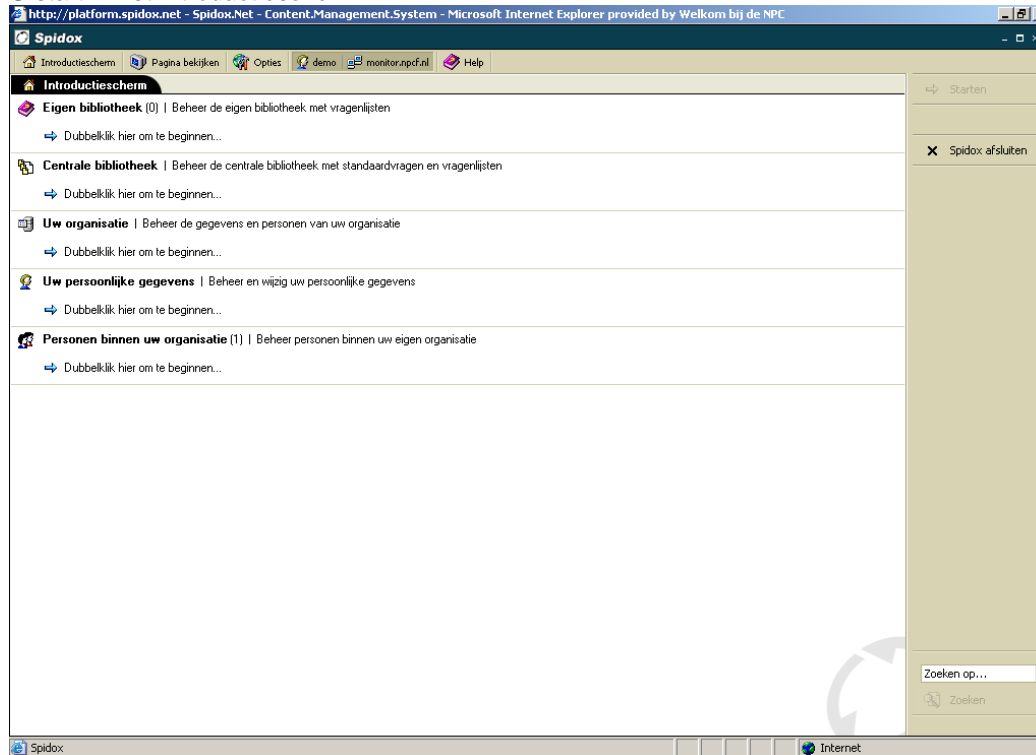 http://platform.spidox.net - Spidox.Net - Content.Management.System - Microsoft Internet Explorer provided by Welkom bij de NPC
Spidox
Introductiescherm Pagina bekijken Opties demo monitor.npcf.nl Help
Introductiescherm
Starten
Eigen bibliotheek (0) | Beheer de eigen bibliotheek met vragenlijsten
Dubbelklik hier om te beginnen...
Spidox afsluiten
Centrale bibliotheek | Beheer de centrale bibliotheek met standaardvragen en vragenlijsten
Dubbelklik hier om te beginnen...
Uw organisatie | Beheer de gegevens en personen van uw organisatie
Dubbelklik hier om te beginnen...
Uw persoonlijke gegevens | Beheer en wijzig uw persoonlijke gegevens
Dubbelklik hier om te beginnen...
Personen binnen uw organisatie (1) | Beheer personen binnen uw eigen organisatie
Dubbelklik hier om te beginnen...
Zoeken op...
Zoeken
Spidox Internet